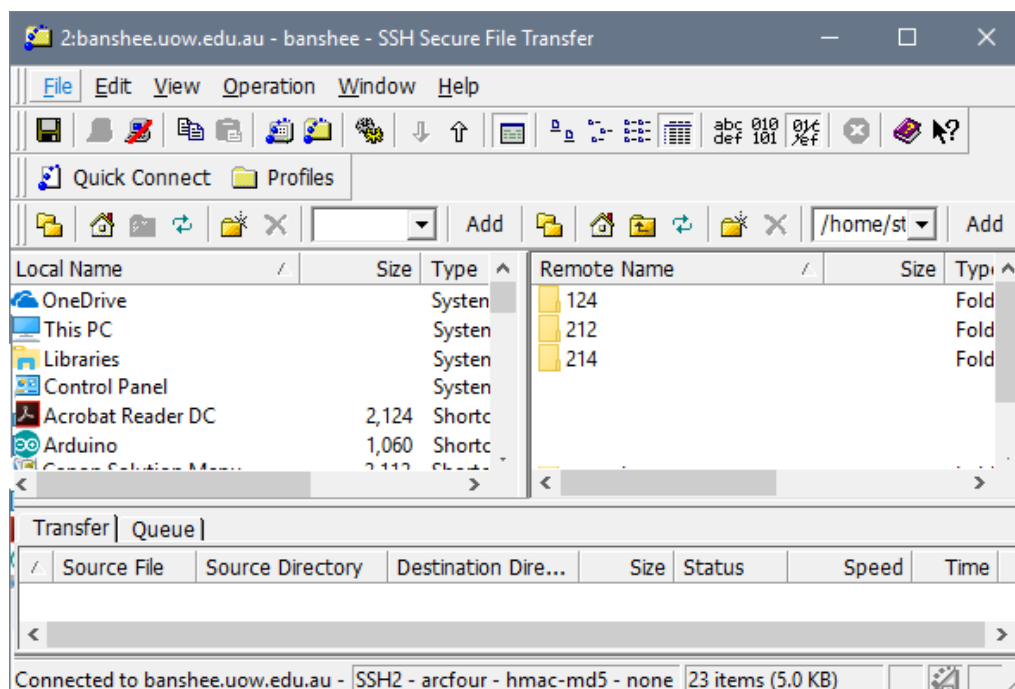 2:banshee.uow.edu.au - banshee - SSH Secure File Transfer
File Edit View Operation Window Help
abc def 010 101
Quick Connect Profiles
Add /home/st Add
Local Name Size Type Remote Name Size Typ
OneDrive System 124 Fold
This PC System 212 Fold
Libraries System 214 Fold
Control Panel System
Acrobat Reader DC 2,124 Shortc
Arduino 1,060 Shortc
Transfer Queue
Source File Source Directory Destination Dire... Size Status Speed Time
Connected to banshee.uow.edu.au - SSH2 - arcfour - hmac-md5 - none 23 items (5.0 KB)